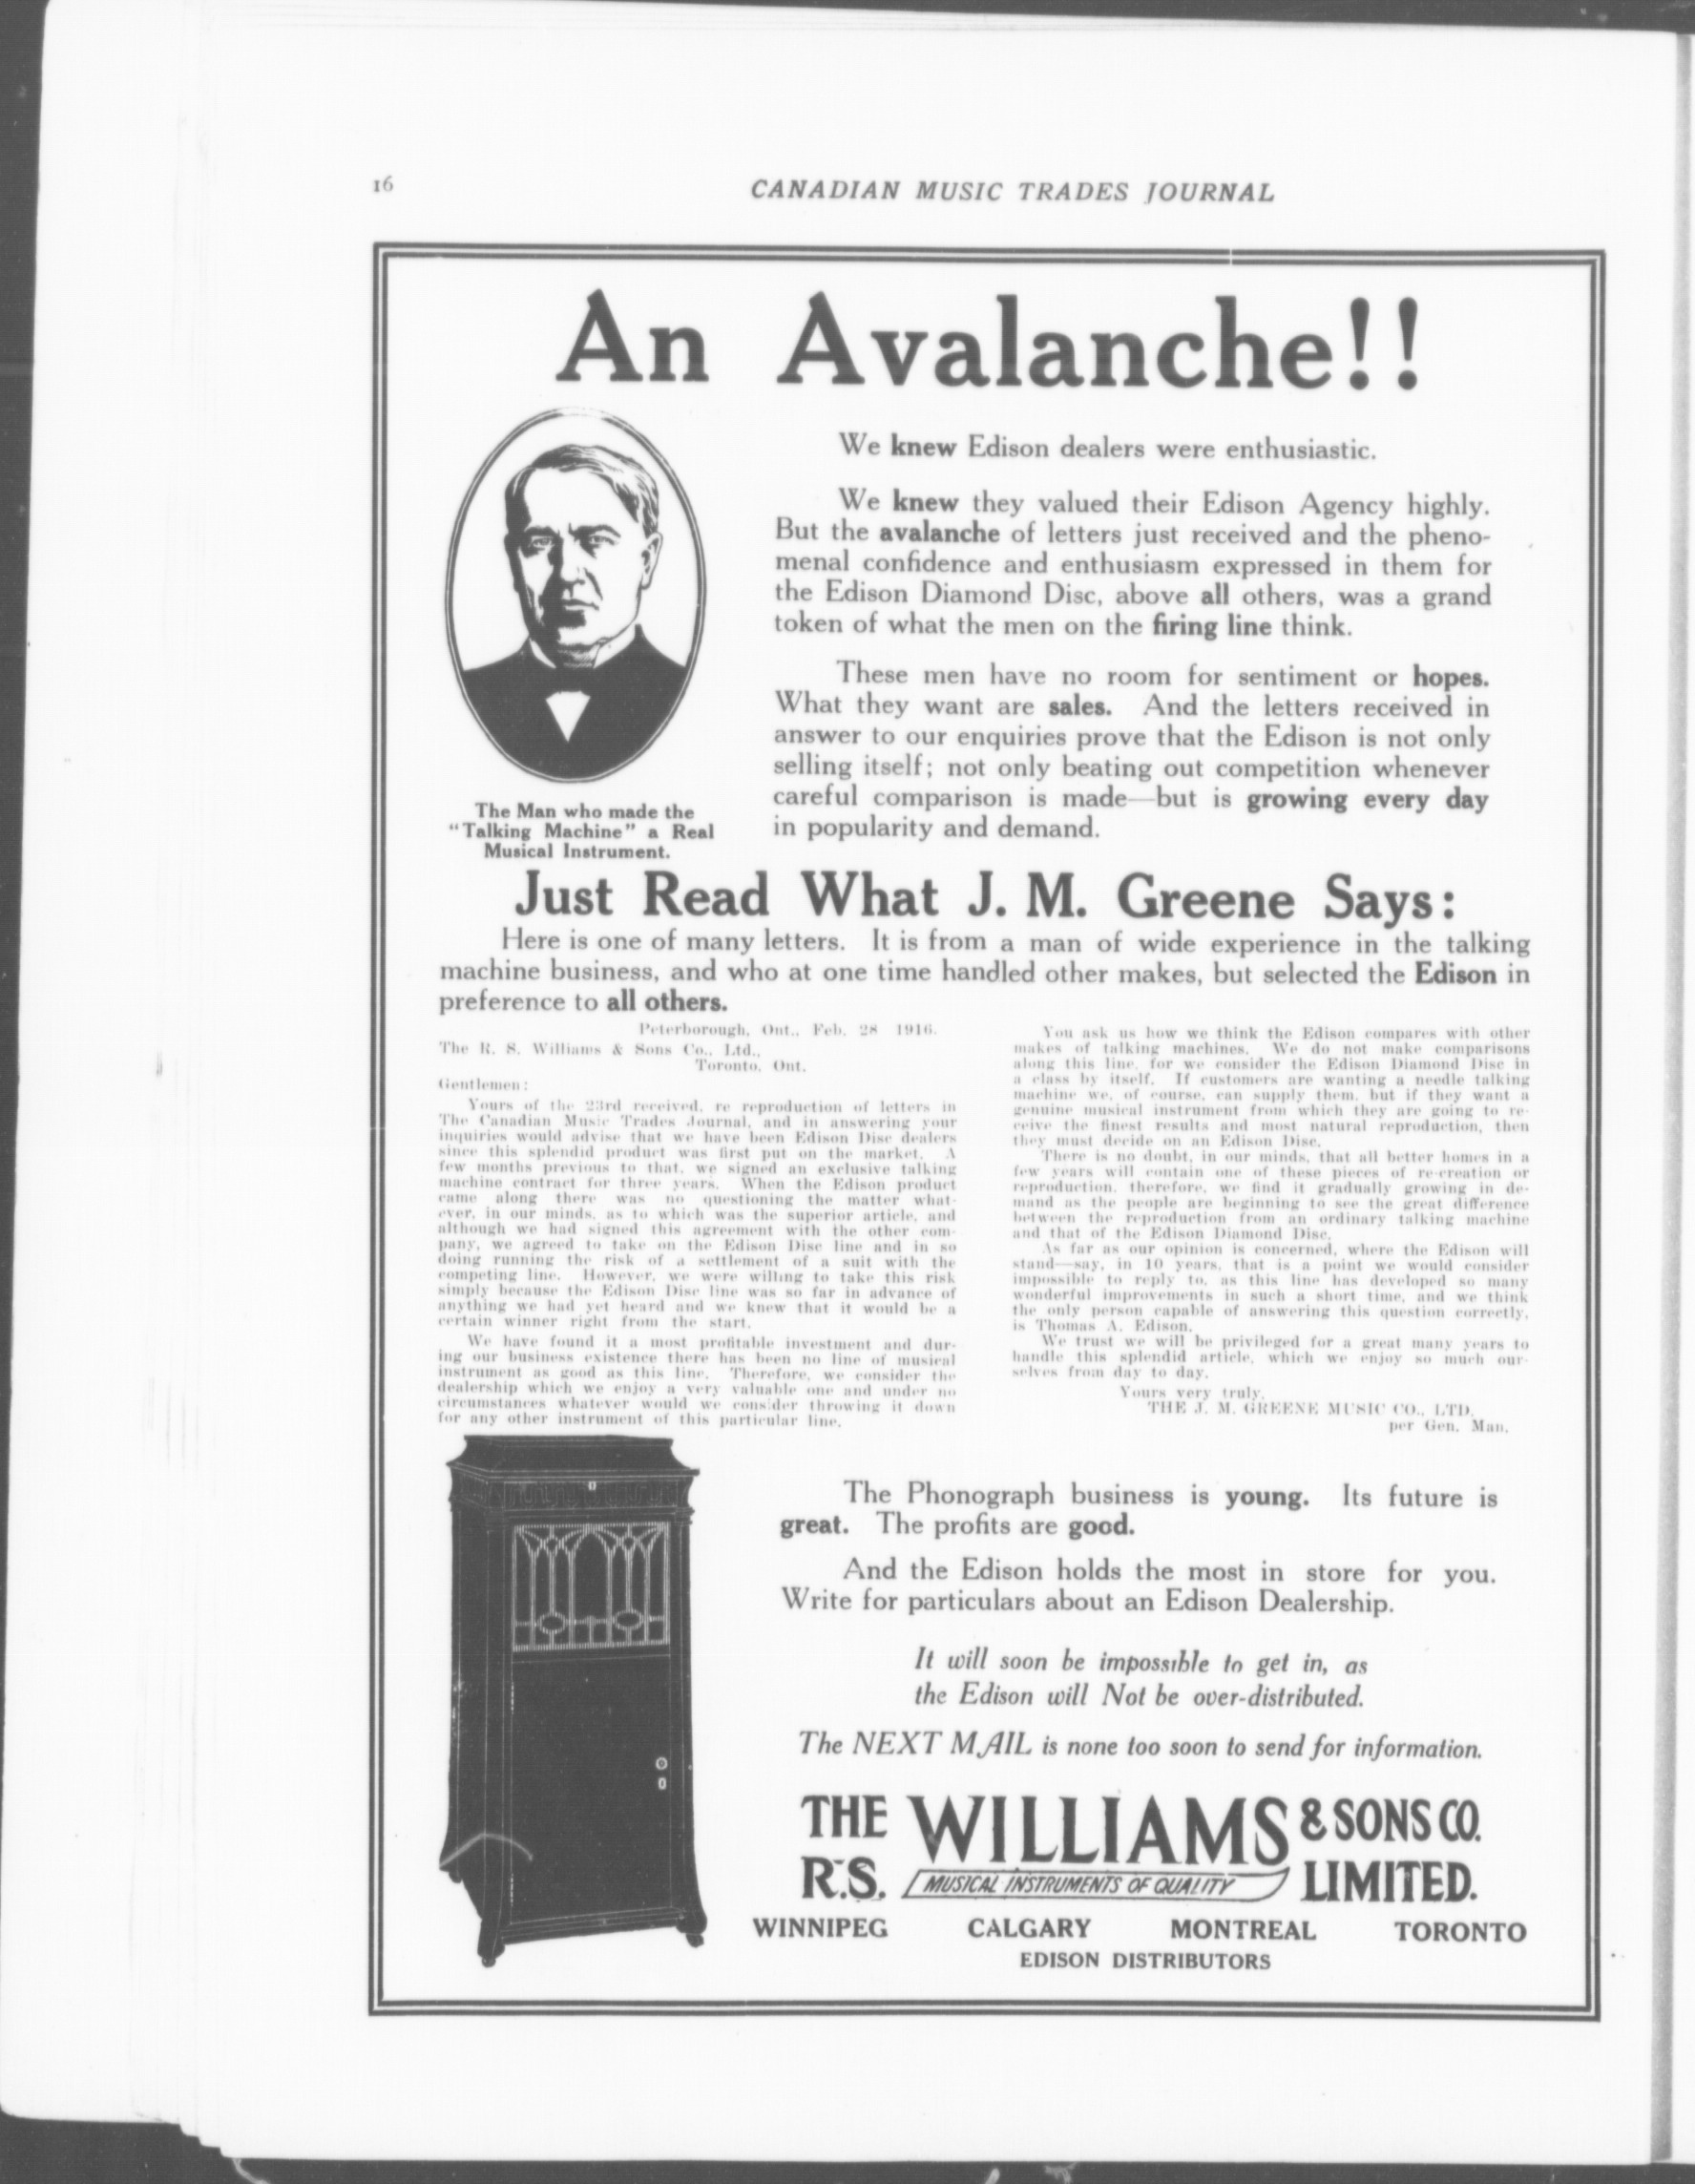 16
CANADIAN MUSIC TRADES JOURNAL
An Avalanche!!
We knew Edison dealers were enthusiastic.
We knew they valued their Edison Agency highly.
But the avalanche of letters just received and the pheno-
menal confidence and enthusiasm expressed in them for
the Edison Diamond Disc, above all others, was a grand
token of what the men on the firing line think.
These men have no room for sentiment or hopes.
What they want are sales. And the letters received in
answer to our enquiries prove that the Edison is not only
selling itself; not only beating out competition whenever
careful comparison is made—but is growing every day
in popularity and demand.
The Man who made the
"Talking Machine" a Real
Musical Instrument.
Just Read What J. M. Greene Says:
Here is one of many letters. It is from a man of wide experience in the talking
machine business, and who at one time handled other makes, but selected the Edison in
preference to all others.
Peterborough, Ont., Feb. 28 1916.
The R. S. Williams & Sons Co., Ltd.,
Toronto, Ont.
Gentlemen:
Yours of the 23rd received, re reproduction of letters in
The Canadian Music Trades Journal, and in answering your
inquiries would advise that we have been Edison Disc dealers
since this splendid product was first put on the market. A
few months previous to that, we signed an exclusive talking
machine contract for three years. When the Edison product
came along there was no questioning the matter what-
ever, in our minds, as to which was the superior article, and
although we had signed this agreement with the other com-
pany, we agreed to take on the Edison Disc line and in so
doing running the risk of a settlement of a suit with the
competing line. However, we were willing to take this risk
simply because the Edison Disc line was so far in advance of
anything we had yet heard and we knew that it would be a
certain winner right from the start.
We have found it a most profitable investment and dur-
ing our business existence there has been no line of musical
instrument as good as this line. Therefore, we consider the
dealership which we enjoy a very valuable one and under no
circumstances whatever would we consider throwing it down
for any other instrument of this particular line.
You ask us how we think the Edison compares with other
makes of talking machines. We do not make comparisons
along this line, for we consider the Edison Diamond Disc in
a class by itself. If customers are wanting a needle talking
machine we, of course, can supply them, but if they want a
genuine musical instrument from which they are going to re-
ceive the finest results and most natural reproduction, then
they must decide on an Edison Disc.
There is no doubt, in our minds, that all better homes in a
few years will contain one of these pieces of re-creation or
reproduction, therefore, we find it gradually growing in de-
mand as the people are beginning to see the great difference
between the reproduction from an ordinary talking machine
and that of the Edison Diamond Disc.
As far as our opinion is concerned, where the Edison will
stand—say, in 10 years, that is a point we would consider
impossible to reply to, as this line has developed so many
wonderful improvements in such a short time, and we think
the only person capable of answering this question correctly,
is Thomas A. Edison.
We trust we will be privileged for a great many years to
handle this splendid article, which we enjoy so much our-
selves from day to day.
Yours very truly,
THE J. M. GREENE MUSIC CO., LTD.
per Gen. Man.
The Phonograph business is young. Its future is
great. The profits are good.
And the Edison holds the most in store for you.
Write for particulars about an Edison Dealership.
It will soon be impossible to get in, as
the Edison will Not be over-distributed.
The NEXT MAIL is none too soon to send for information.
THE R.S. WILLIAMS & SONS CO. LIMITED.
MUSICAL INSTRUMENTS OF QUALITY
WINNIPEG CALGARY MONTREAL TORONTO
EDISON DISTRIBUTORS